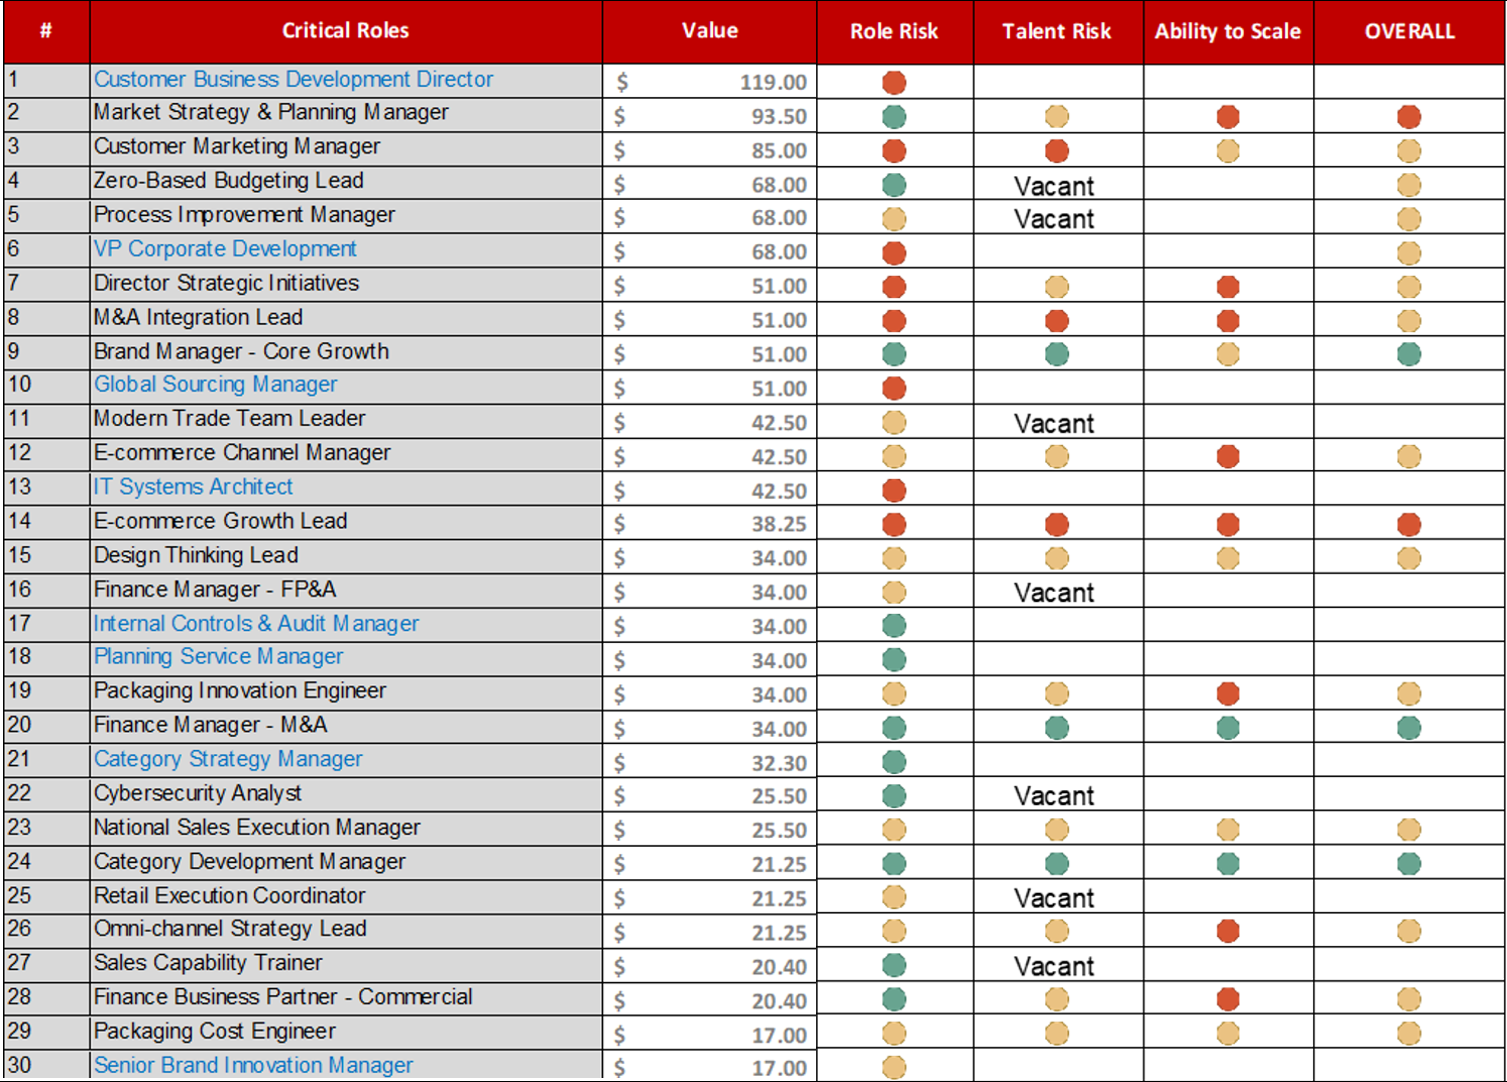 # Critical Roles Value Role Risk Talent Risk Ability to Scale OVERALL
1 Customer Business Development Director $ 119.00
2 Market Strategy & Planning Manager $ 93.50
3 Customer Marketing Manager $ 85.00
4 Zero-Based Budgeting Lead $ 68.00 Vacant
5 Process Improvement Manager $ 68.00 Vacant
6 VP Corporate Development $ 68.00
7 Director Strategic Initiatives $ 51.00
8 M&A Integration Lead $ 51.00
9 Brand Manager - Core Growth $ 51.00
10 Global Sourcing Manager $ 51.00
11 Modern Trade Team Leader $ 42.50 Vacant
12 E-commerce Channel Manager $ 42.50
13 IT Systems Architect $ 42.50
14 E-commerce Growth Lead $ 38.25
15 Design Thinking Lead $ 34.00
16 Finance Manager - FP&A $ 34.00 Vacant
17 Internal Controls & Audit Manager $ 34.00
18 Planning Service Manager $ 34.00
19 Packaging Innovation Engineer $ 34.00
20 Finance Manager - M&A $ 34.00
21 Category Strategy Manager $ 32.30
22 Cybersecurity Analyst $ 25.50 Vacant
23 National Sales Execution Manager $ 25.50
24 Category Development Manager $ 21.25
25 Retail Execution Coordinator $ 21.25 Vacant
26 Omni-channel Strategy Lead $ 21.25
27 Sales Capability Trainer $ 20.40 Vacant
28 Finance Business Partner - Commercial $ 20.40
29 Packaging Cost Engineer $ 17.00
30 Senior Brand Innovation Manager $ 17.00